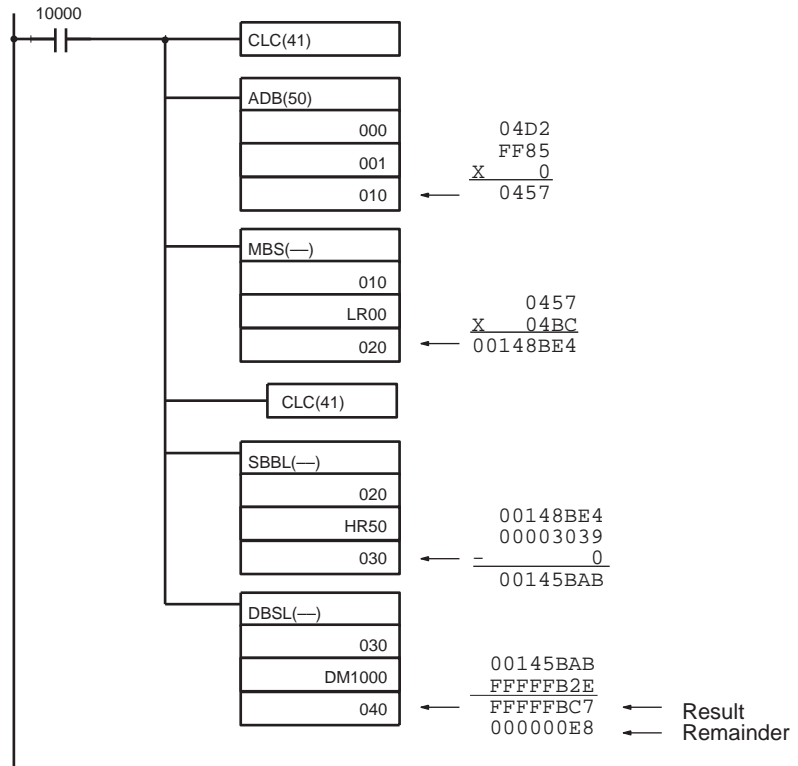 10000
CLC(41)
ADB(50)
000
001
010
04D2
FF85
X 0
0457
MBS(—)
010
LR00
020
0457
X 04BC
00148BE4
CLC(41)
SBBL(—)
020
HR50
030
00148BE4
00003039
- 0
00145BAB
DBSL(—)
030
DM1000
040
00145BAB
FFFFFB2E
FFFFFBC7
000000E8
Result
Remainder